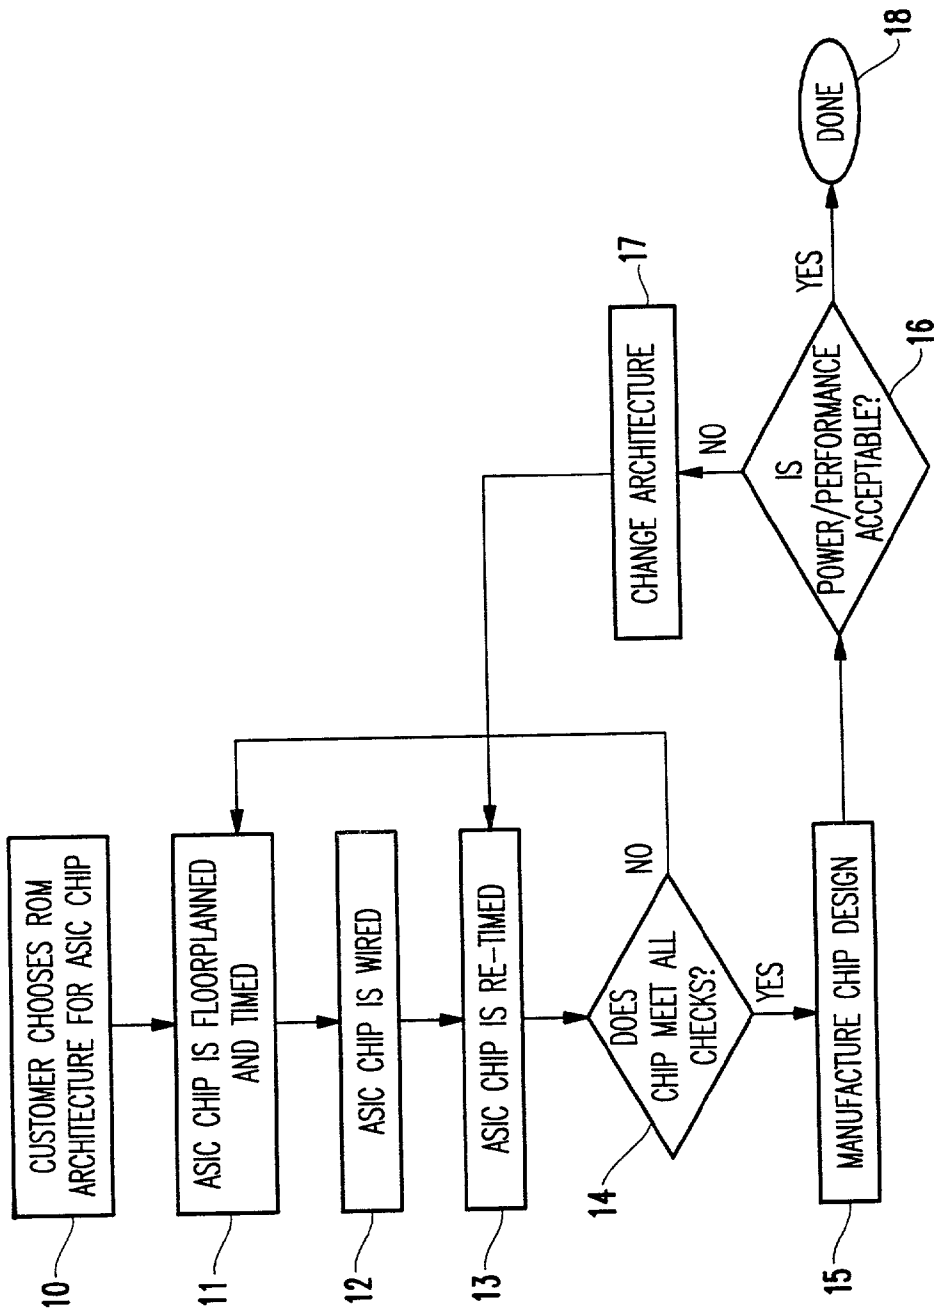 10
CUSTOMER CHOOSES ROM
ARCHITECTURE FOR ASIC CHIP
11
ASIC CHIP IS FLOORPLANNED
AND TIMED
12
ASIC CHIP IS WIRED
13
ASIC CHIP IS RE-TIMED
14
DOES
CHIP MEET ALL
CHECKS?
NO
YES
15
MANUFACTURE CHIP DESIGN
IS
POWER/PERFORMANCE
ACCEPTABLE?
16
NO
CHANGE ARCHITECTURE
17
YES
DONE
18